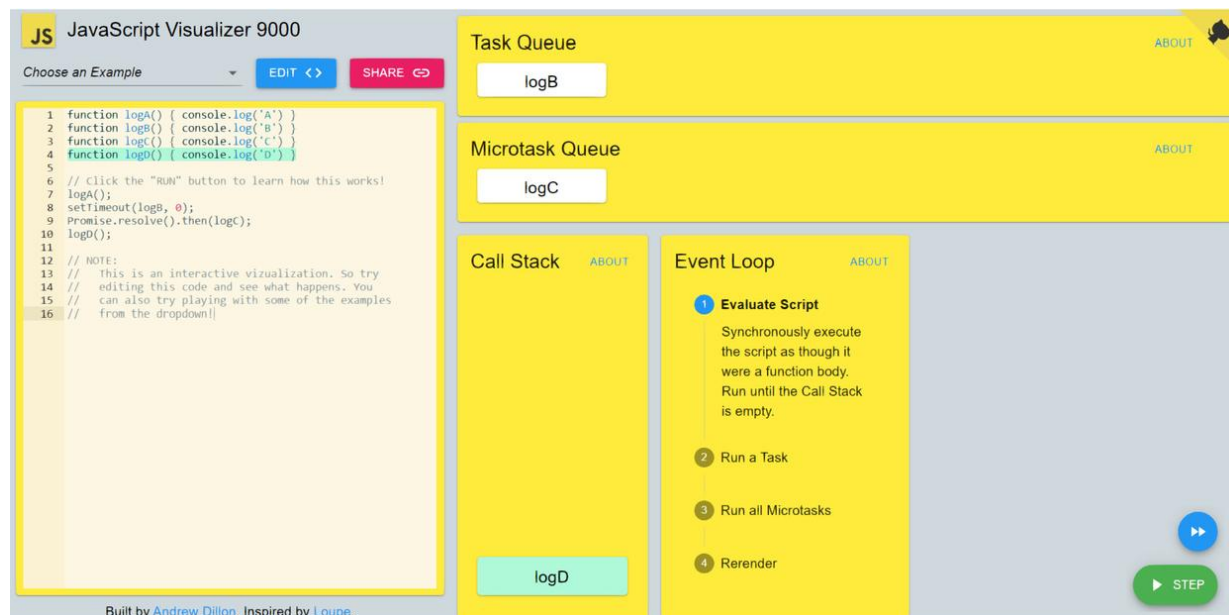 JS
JavaScript Visualizer 9000
Choose an Example
EDIT <>
SHARE
1 function logA() { console.log('A') }
2 function logB() { console.log('B') }
3 function logC() { console.log('C') }
4 function logD() { console.log('D') }
5
6 // Click the "RUN" button to learn how this works!
7 logA();
8 setTimeout(logB, 0);
9 Promise.resolve().then(logC);
10 logD();
11
12 // NOTE:
13 //   This is an interactive vizualization. So try
14 //   editing this code and see what happens. You
15 //   can also try playing with some of the examples
16 //   from the dropdown!
Built by Andrew Dillon. Inspired by Loupe.
Task Queue
ABOUT
logB
Microtask Queue
ABOUT
logC
Call Stack
ABOUT
logD
Event Loop
ABOUT
1 Evaluate Script
Synchronously execute
the script as though it
were a function body.
Run until the Call Stack
is empty.
2 Run a Task
3 Run all Microtasks
4 Rerender
STEP